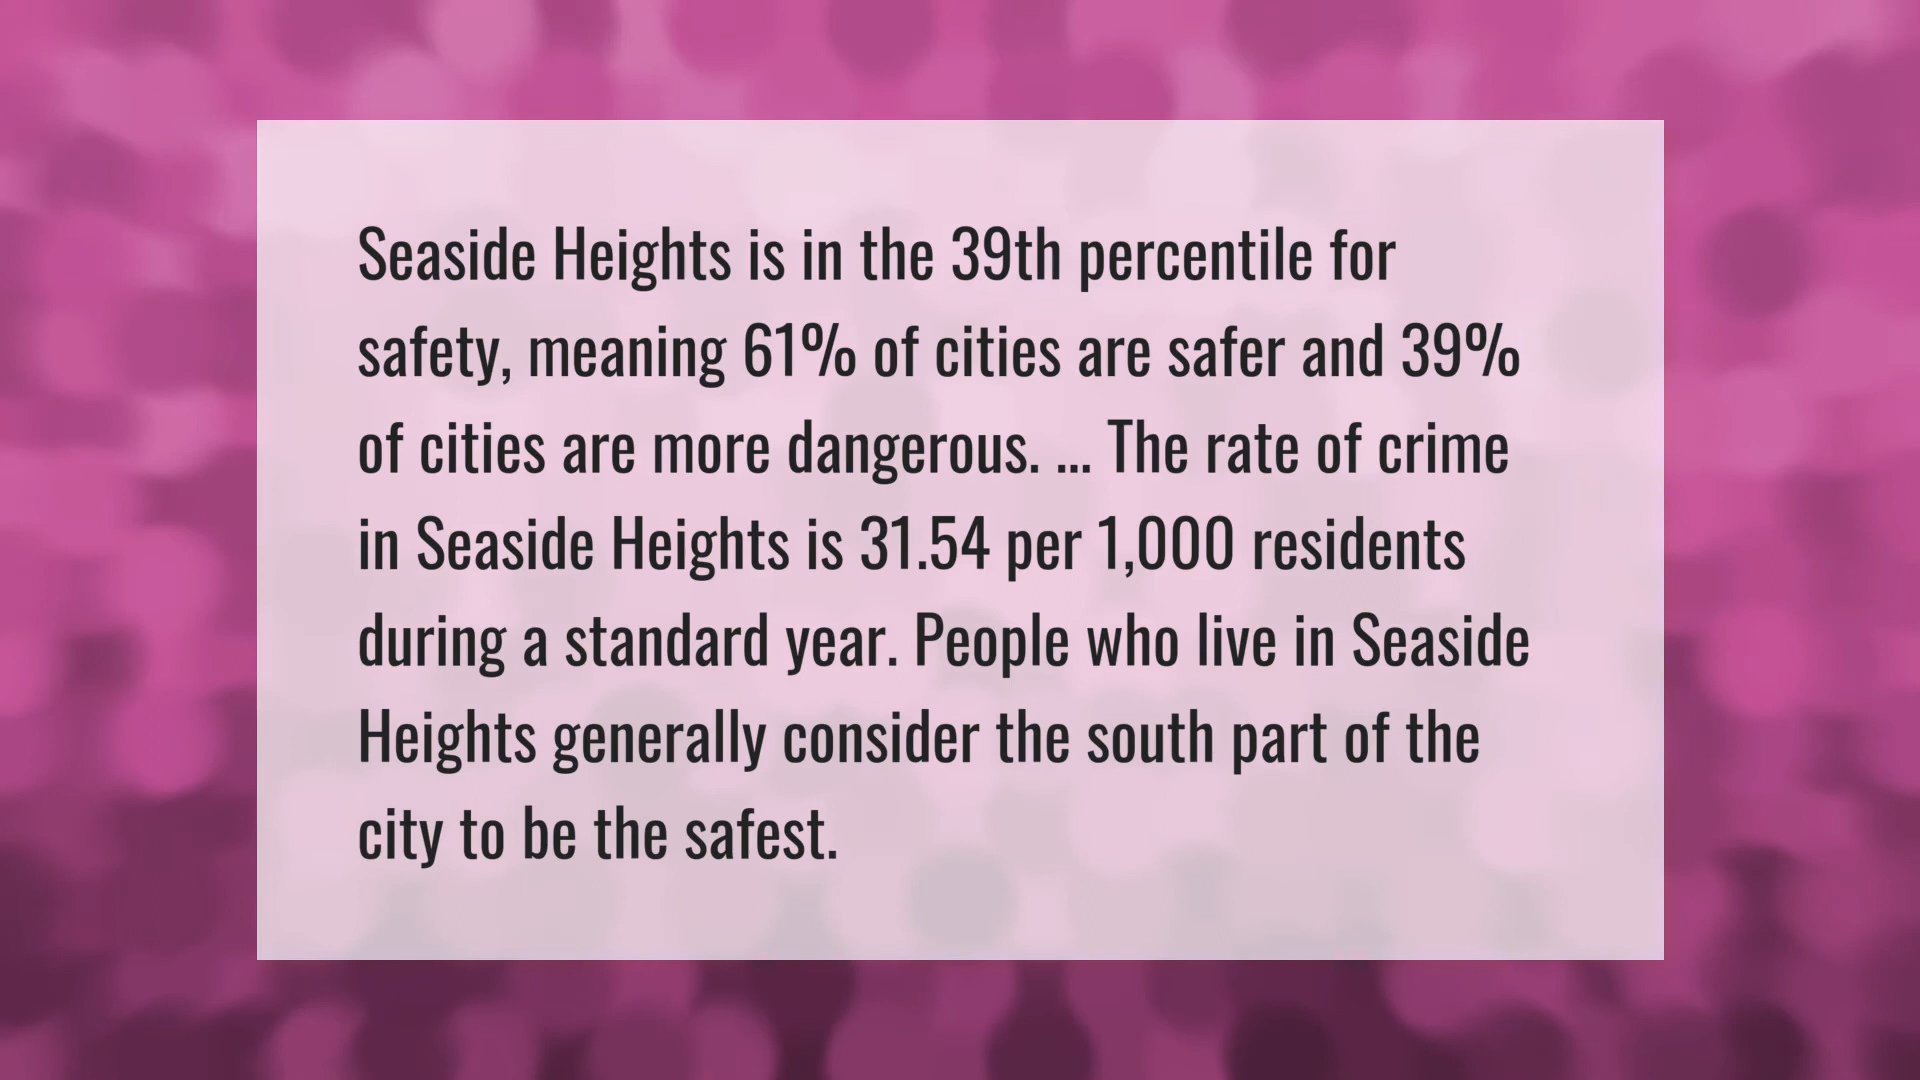 Seaside Heights is in the 39th percentile for
safety, meaning 61% of cities are safer and 39%
of cities are more dangerous. ... The rate of crime
in Seaside Heights is 31.54 per 1,000 residents
during a standard year. People who live in Seaside
Heights generally consider the south part of the
city to be the safest.